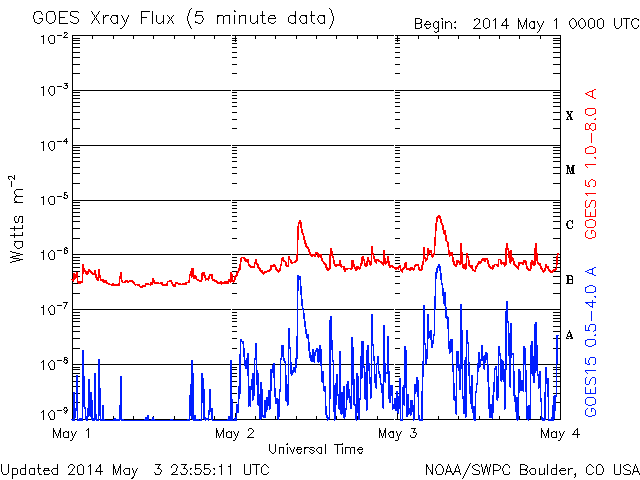 GOES Xray Flux (5 minute data)
Begin: 2014 May 1 0000 UTC
10⁻²
10⁻³
10⁻⁴
10⁻⁵
10⁻⁶
10⁻⁷
10⁻⁸
10⁻⁹
Watts m⁻²
X
M
C
B
A
GOES15 1.0-8.0 A
GOES15 0.5-4.0 A
May 1
May 2
May 3
May 4
Universal Time
Updated 2014 May 3 23:55:11 UTC
NOAA/SWPC Boulder, CO USA